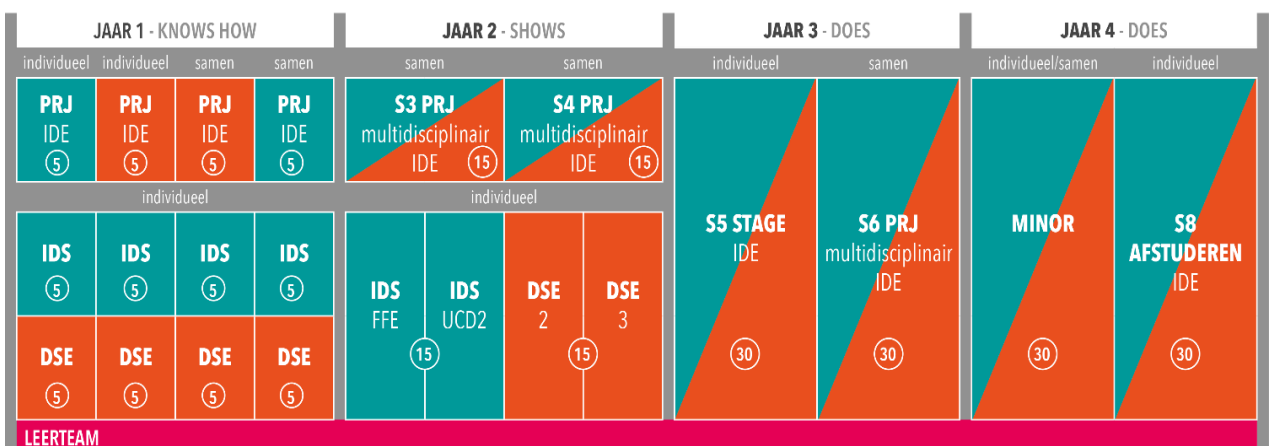 JAAR 1 - KNOWS HOW
JAAR 2 - SHOWS
JAAR 3 - DOES
JAAR 4 - DOES
individueel individueel samen samen
samen samen
individueel samen
individueel/samen individueel
PRJ PRJ PRJ PRJ
IDE IDE IDE IDE
5 5 5 5
S3 PRJ
multidisciplinair
IDE
15
S4 PRJ
multidisciplinair
IDE
15
individueel
individueel
IDS IDS IDS IDS
5 5 5 5
DSE DSE DSE DSE
5 5 5 5
IDS
FFE
IDS
UCD2
15
DSE
2
DSE
3
15
S5 STAGE
IDE
30
S6 PRJ
multidisciplinair
IDE
30
MINOR
30
S8
AFSTUDEREN
IDE
30
LEERTEAM